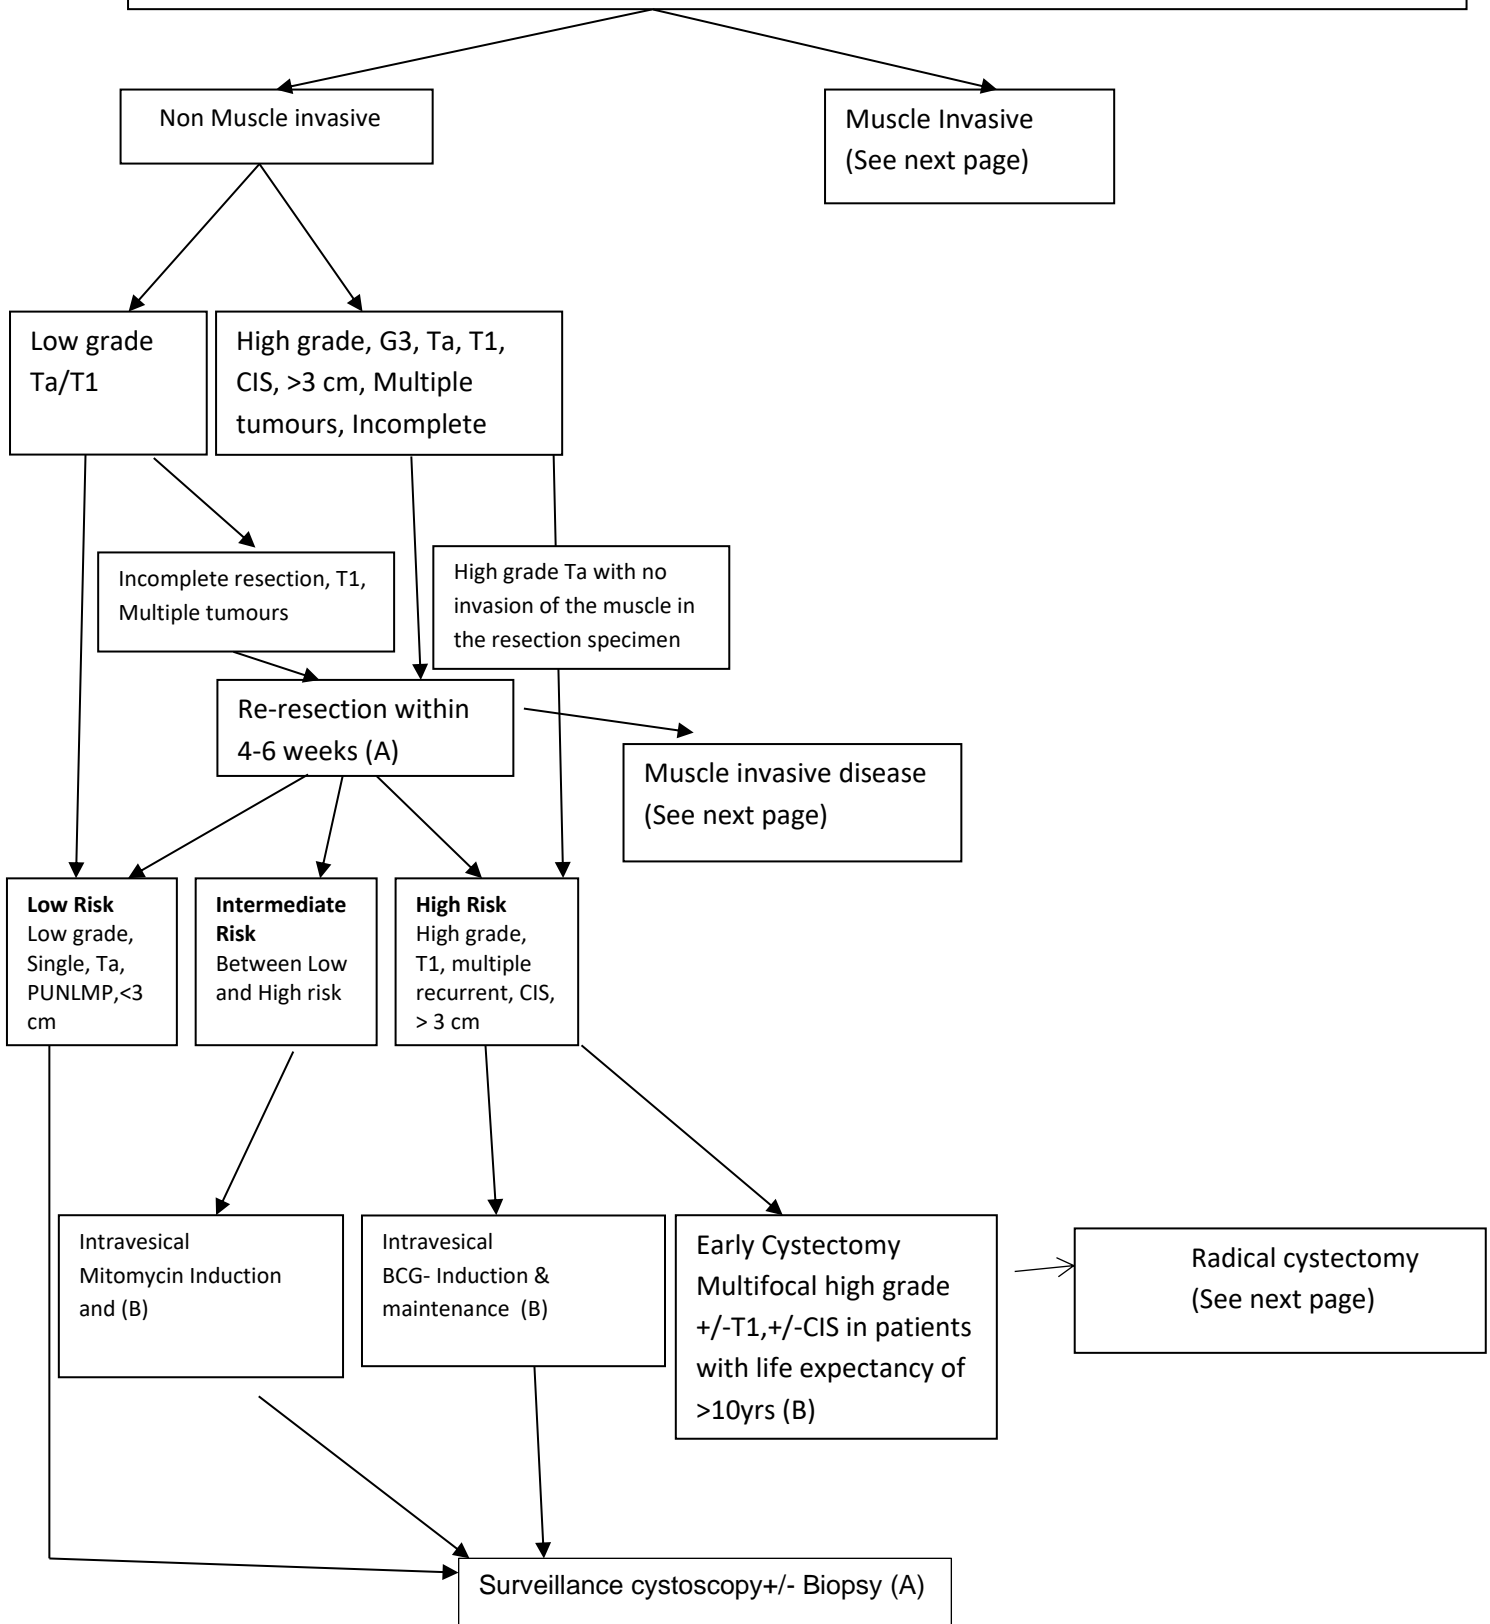 Non Muscle invasive
Muscle Invasive
(See next page)
Low grade
Ta/T1
High grade, G3, Ta, T1,
CIS, >3 cm, Multiple
tumours, Incomplete
Incomplete resection, T1,
Multiple tumours
High grade Ta with no
invasion of the muscle in
the resection specimen
Re-resection within
4-6 weeks (A)
Muscle invasive disease
(See next page)
Low Risk
Low grade,
Single, Ta,
PUNLMP,<3
cm
Intermediate
Risk
Between Low
and High risk
High Risk
High grade,
T1, multiple
recurrent, CIS,
> 3 cm
Intravesical
Mitomycin Induction
and (B)
Intravesical
BCG- Induction &
maintenance (B)
Early Cystectomy
Multifocal high grade
+/-T1,+/-CIS in patients
with life expectancy of
>10yrs (B)
Radical cystectomy
(See next page)
Surveillance cystoscopy+/- Biopsy (A)